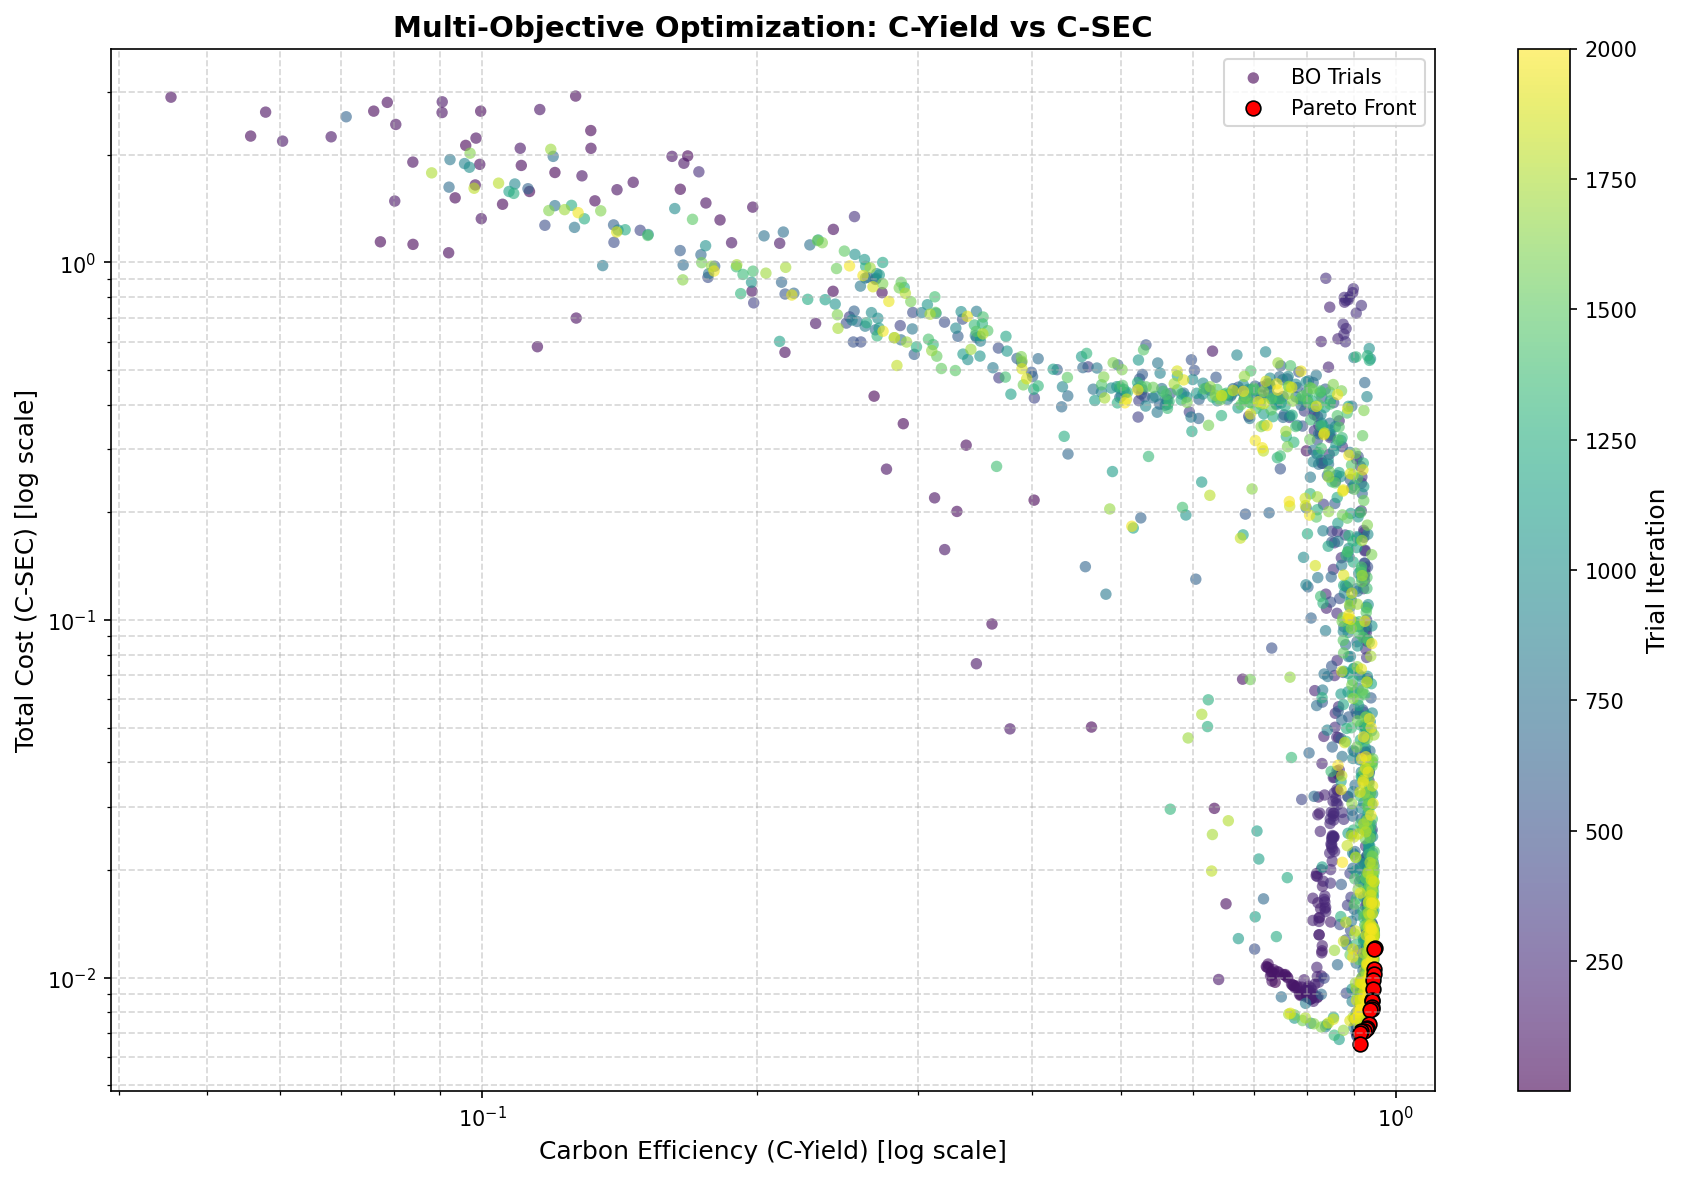 Multi-Objective Optimization: C-Yield vs C-SEC
BO Trials
Pareto Front
Total Cost (C-SEC) [log scale]
10⁰
10⁻¹
10⁻²
10⁻¹
10⁰
Carbon Efficiency (C-Yield) [log scale]
2000
1750
1500
1250
1000
750
500
250
Trial Iteration